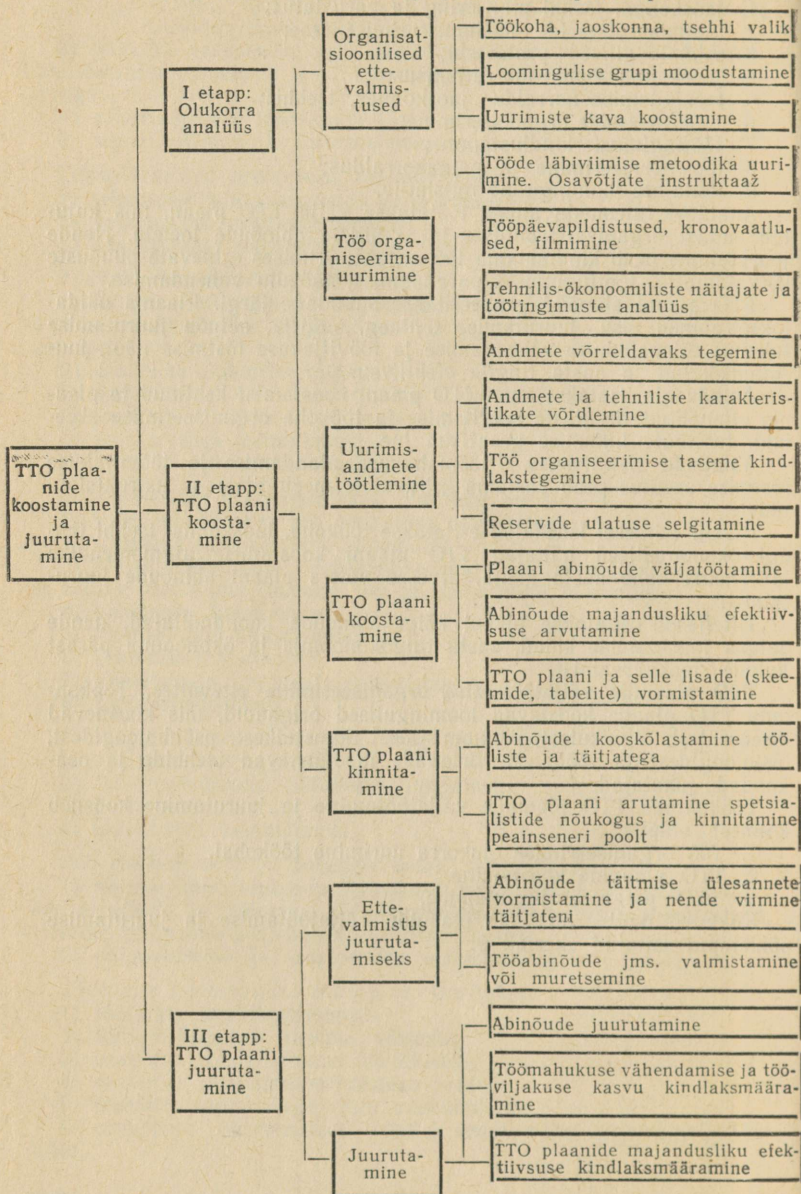 TTO plaa-
nide
koostamine
ja
juuruta-
mine
I etapp:
Olukorra
analüüs
Organisat-
sioonilised
ette-
valmis-
tused
Töökoha, jaoskonna, tsehhi valik
Loomingulise grupi moodustamine
Uurimiste kava koostamine
Tööde läbiviimise metoodika uuri-
mine. Osavõtjate instruktaaž
Töö orga-
niseerimise
uurimine
Tööpäevapildistused, kronovaatlu-
sed, filmimine
Tehnilis-ökonoomiliste näitajate ja
töötingimuste analüüs
Andmete võrreldavaks tegemine
Uurimis-
andmete
töötlemine
Andmete ja tehniliste karakteris-
tikate võrdlemine
Töö organiseerimise taseme kind-
lakstegemine
Reservide ulatuse selgitamine
II etapp:
TTO plaani
koosta-
mine
TTO plaani
koosta-
mine
Plaani abinõude väljatöötamine
Abinõude majandusliku efektiiv-
suse arvutamine
TTO plaani ja selle lisade (skee-
mide, tabelite) vormistamine
TTO plaani
kinnita-
mine
Abinõude kooskõlastamine töö-
liste ja täitjatega
TTO plaani arutamine spetsia-
listide nõukogus ja kinnitamine
peainseneri poolt
III etapp:
TTO plaani
juuruta-
mine
Ette-
valmistus
juuruta-
miseks
Abinõude täitmise ülesannete
vormistamine ja nende viimine
täitjateni
Tööabinõude jms. valmistamine
või muretsemine
Juuruta-
mine
Abinõude juurutamine
Töömahukuse vähendamise ja töö-
viljakuse kasvu kindlaksmäära-
mine
TTO plaanide majandusliku efek-
tiivsuse kindlaksmääramine